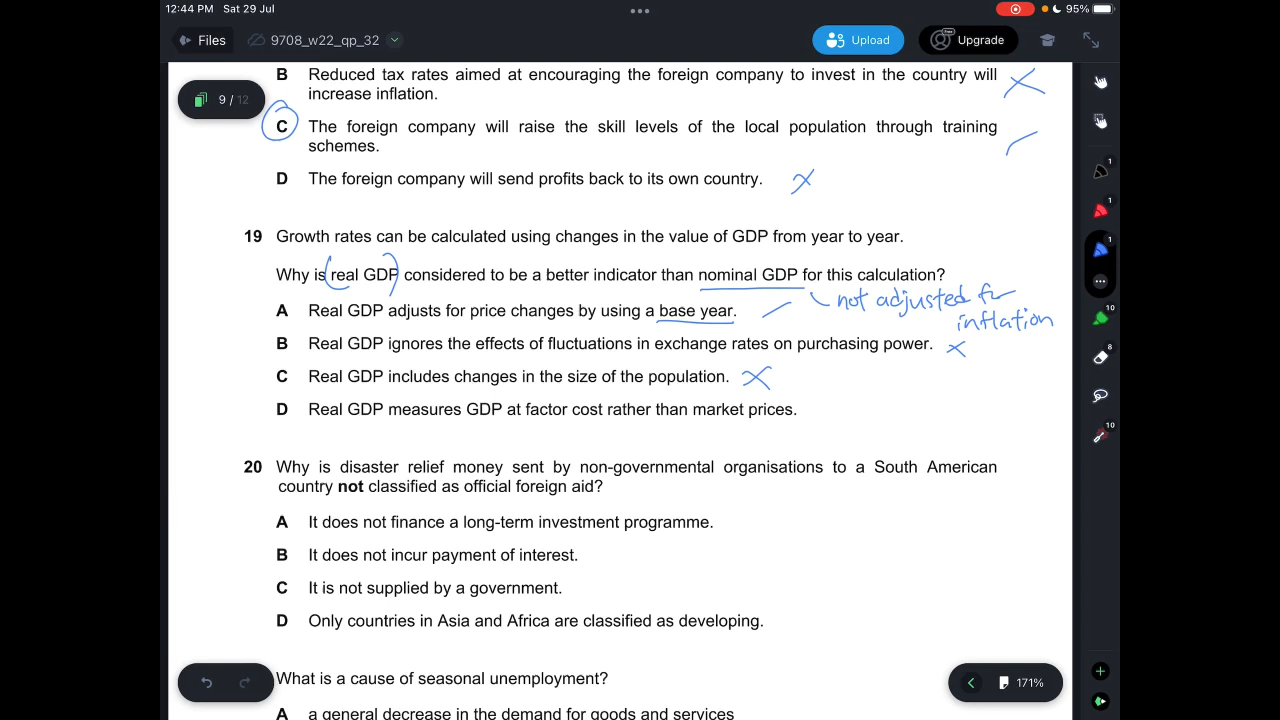 12:44 PM Sat 29 Jul
95%
Files
9708_w22_qp_32
Upload
Free
Upgrade
9 / 12
B Reduced tax rates aimed at encouraging the foreign company to invest in the country will
increase inflation.
C The foreign company will raise the skill levels of the local population through training
schemes.
D The foreign company will send profits back to its own country.
19 Growth rates can be calculated using changes in the value of GDP from year to year.
Why is real GDP considered to be a better indicator than nominal GDP for this calculation?
not adjusted for
inflation
A Real GDP adjusts for price changes by using a base year.
B Real GDP ignores the effects of fluctuations in exchange rates on purchasing power.
C Real GDP includes changes in the size of the population.
D Real GDP measures GDP at factor cost rather than market prices.
20 Why is disaster relief money sent by non-governmental organisations to a South American
country not classified as official foreign aid?
A It does not finance a long-term investment programme.
B It does not incur payment of interest.
C It is not supplied by a government.
D Only countries in Asia and Africa are classified as developing.
What is a cause of seasonal unemployment?
A a general decrease in the demand for goods and services
171%
1
1
1
10
8
10